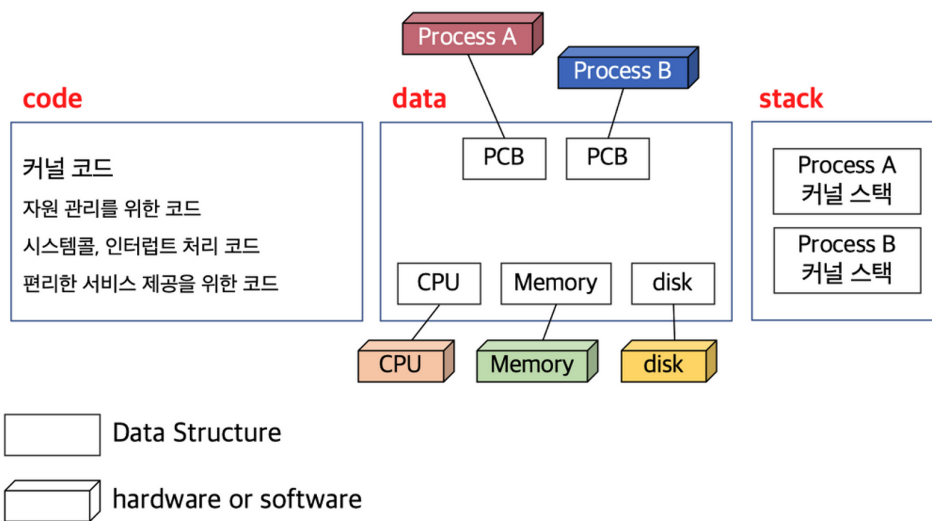 Process A
Process B
code
커널 코드
자원 관리를 위한 코드
시스템콜, 인터럽트 처리 코드
편리한 서비스 제공을 위한 코드
data
PCB
PCB
CPU
Memory
disk
CPU
Memory
disk
stack
Process A
커널 스택
Process B
커널 스택
Data Structure
hardware or software